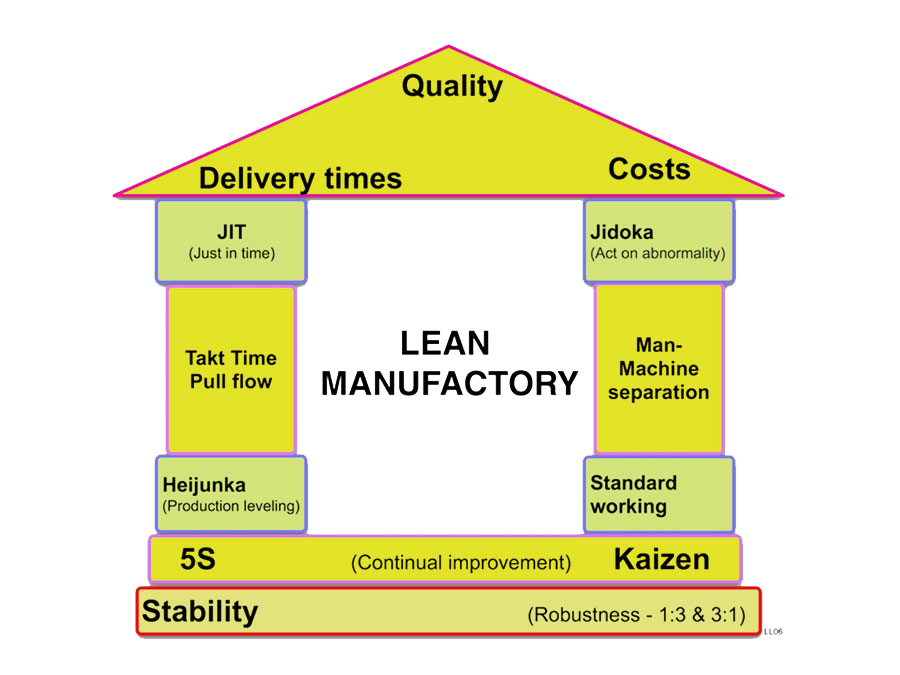 Quality
Delivery times
Costs
JIT
(Just in time)
Jidoka
(Act on abnormality)
Takt Time
Pull flow
LEAN
MANUFACTORY
Man-
Machine
separation
Heijunka
(Production leveling)
Standard
working
5S (Continual improvement) Kaizen
Stability (Robustness - 1:3 & 3:1)
LL06